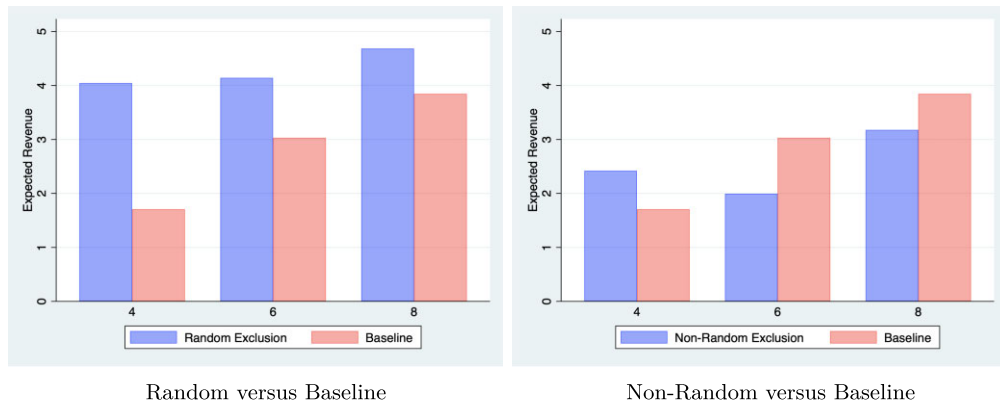 Expected Revenue
5
4
3
2
1
0
4 6 8
Random Exclusion Baseline
Random versus Baseline
Expected Revenue
5
4
3
2
1
0
4 6 8
Non-Random Exclusion Baseline
Non-Random versus Baseline